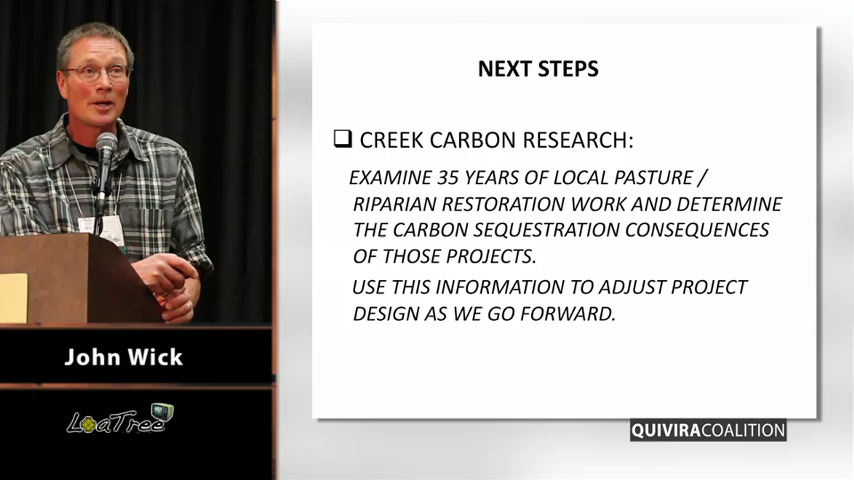 NEXT STEPS
CREEK CARBON RESEARCH:
EXAMINE 35 YEARS OF LOCAL PASTURE /
RIPARIAN RESTORATION WORK AND DETERMINE
THE CARBON SEQUESTRATION CONSEQUENCES
OF THOSE PROJECTS.
USE THIS INFORMATION TO ADJUST PROJECT
DESIGN AS WE GO FORWARD.
John Wick
LoaTree
QUIVIRACOALITION